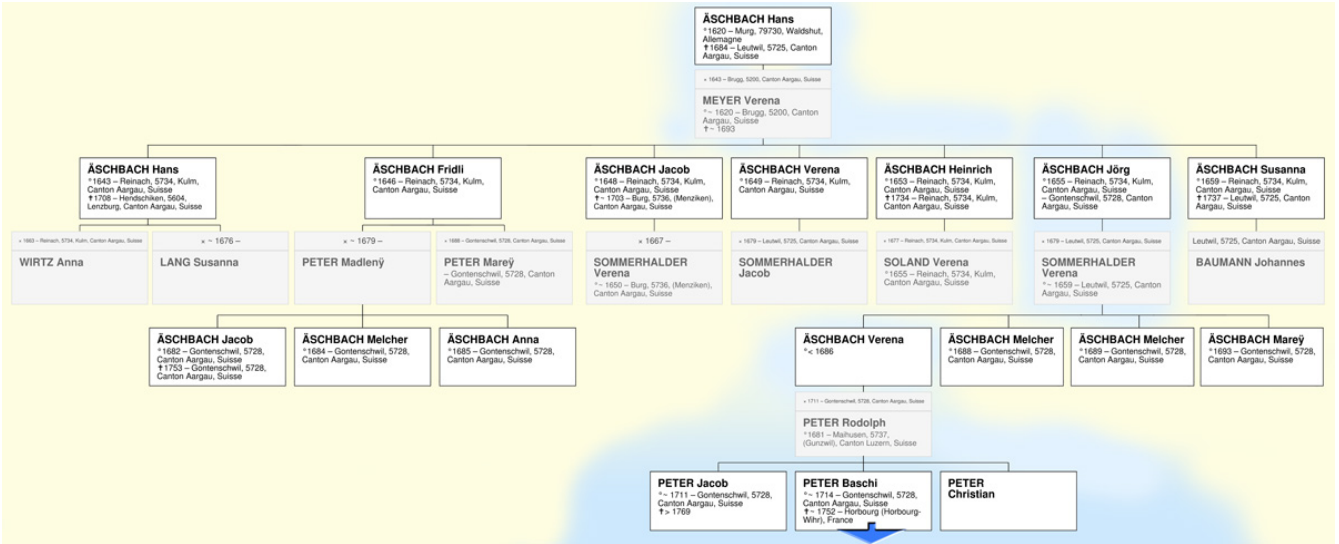 ÄSCHBACH Hans
°1620 – Murg, 79730, Waldshut,
Allemagne
✝1684 – Leutwil, 5725, Canton
Aargau, Suisse
× 1643 – Brugg, 5200, Canton Aargau, Suisse
MEYER Verena
°~ 1620 – Brugg, 5200, Canton
Aargau, Suisse
✝~ 1693
ÄSCHBACH Hans
°1643 – Reinach, 5734, Kulm,
Canton Aargau, Suisse
✝1708 – Hendschiken, 5604,
Lenzburg, Canton Aargau, Suisse
ÄSCHBACH Fridli
°1646 – Reinach, 5734, Kulm,
Canton Aargau, Suisse
ÄSCHBACH Jacob
°1648 – Reinach, 5734, Kulm,
Canton Aargau, Suisse
✝~ 1703 – Burg, 5736, (Menziken),
Canton Aargau, Suisse
ÄSCHBACH Verena
°1649 – Reinach, 5734, Kulm,
Canton Aargau, Suisse
ÄSCHBACH Heinrich
°1653 – Reinach, 5734, Kulm,
Canton Aargau, Suisse
✝1734 – Reinach, 5734, Kulm,
Canton Aargau, Suisse
ÄSCHBACH Jörg
°1655 – Reinach, 5734, Kulm,
Canton Aargau, Suisse
– Gontenschwil, 5728, Canton
Aargau, Suisse
ÄSCHBACH Susanna
°1659 – Reinach, 5734, Kulm,
Canton Aargau, Suisse
✝1737 – Leutwil, 5725, Canton
Aargau, Suisse
× 1663 – Reinach, 5734, Kulm, Canton Aargau, Suisse
WIRTZ Anna
× ~ 1676 –
LANG Susanna
× ~ 1679 –
PETER Madlenÿ
× 1688 – Gontenschwil, 5728, Canton Aargau, Suisse
PETER Mareÿ
– Gontenschwil, 5728, Canton
Aargau, Suisse
× 1667 –
SOMMERHALDER
Verena
°~ 1650 – Burg, 5736, (Menziken),
Canton Aargau, Suisse
× 1679 – Leutwil, 5725, Canton Aargau, Suisse
SOMMERHALDER
Jacob
× 1677 – Reinach, 5734, Kulm, Canton Aargau, Suisse
SOLAND Verena
°1655 – Reinach, 5734, Kulm,
Canton Aargau, Suisse
× 1679 – Leutwil, 5725, Canton Aargau, Suisse
SOMMERHALDER
Verena
°~ 1659 – Leutwil, 5725, Canton
Aargau, Suisse
Leutwil, 5725, Canton Aargau, Suisse
BAUMANN Johannes
ÄSCHBACH Jacob
°1682 – Gontenschwil, 5728,
Canton Aargau, Suisse
✝1753 – Gontenschwil, 5728,
Canton Aargau, Suisse
ÄSCHBACH Melcher
°1684 – Gontenschwil, 5728,
Canton Aargau, Suisse
ÄSCHBACH Anna
°1685 – Gontenschwil, 5728,
Canton Aargau, Suisse
ÄSCHBACH Verena
°< 1686
ÄSCHBACH Melcher
°1688 – Gontenschwil, 5728,
Canton Aargau, Suisse
ÄSCHBACH Melcher
°1689 – Gontenschwil, 5728,
Canton Aargau, Suisse
ÄSCHBACH Mareÿ
°1693 – Gontenschwil, 5728,
Canton Aargau, Suisse
× 1711 – Gontenschwil, 5728, Canton Aargau, Suisse
PETER Rodolph
°1681 – Maihusen, 5737,
(Gunzwil), Canton Luzern, Suisse
PETER Jacob
°~ 1711 – Gontenschwil, 5728,
Canton Aargau, Suisse
✝> 1769
PETER Baschi
°~ 1714 – Gontenschwil, 5728,
Canton Aargau, Suisse
✝~ 1752 – Horbourg (Horbourg-
Wihr), France
PETER
Christian